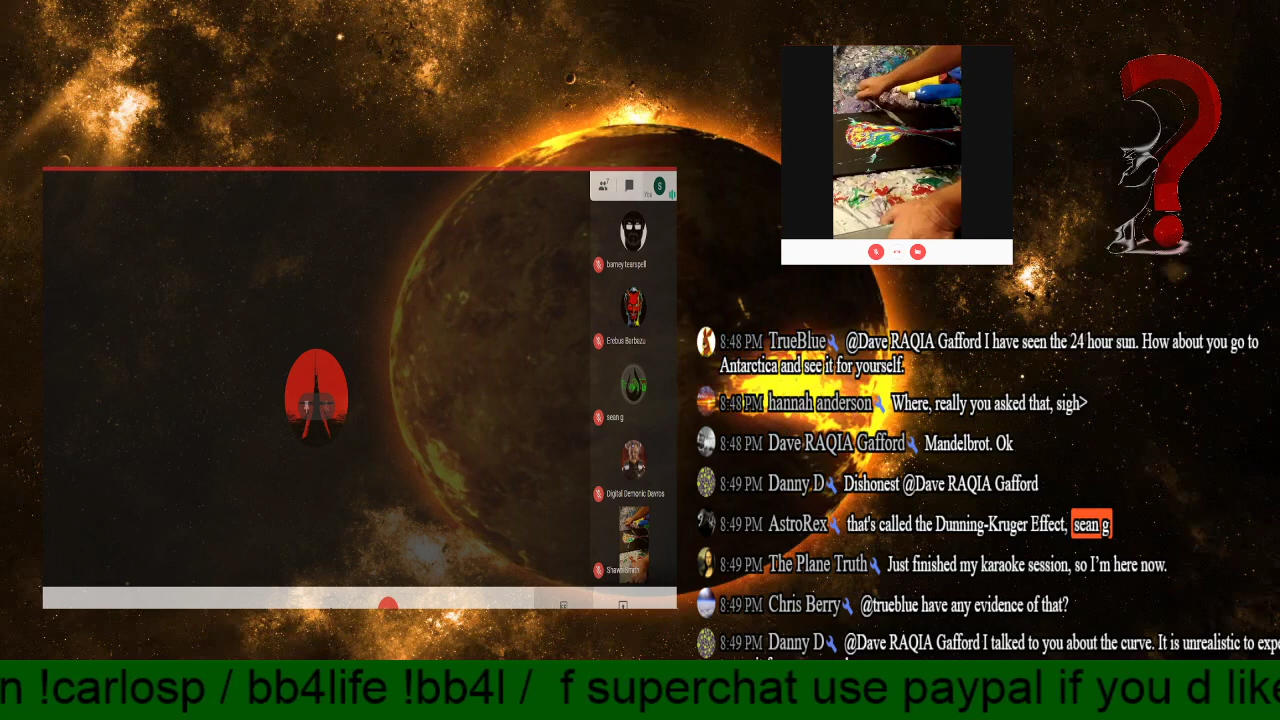 You S
barney tearspell
Erebus Barbazu
sean g
Digital Demonic Devros
Shawn Smith
8:48 PM TrueBlue @Dave RAQIA Gafford I have seen the 24 hour sun. How about you go to
Antarctica and see it for yourself.
8:48 PM hannah anderson Where, really you asked that, sigh>
8:48 PM Dave RAQIA Gafford Mandelbrot. Ok
8:49 PM Danny D Dishonest @Dave RAQIA Gafford
8:49 PM AstroRex that's called the Dunning-Kruger Effect, sean g
8:49 PM The Plane Truth Just finished my karaoke session, so I'm here now.
8:49 PM Chris Berry @trueblue have any evidence of that?
8:49 PM Danny D @Dave RAQIA Gafford I talked to you about the curve. It is unrealistic to expe
n !carlosp / bb4life !bb4l / f superchat use paypal if you d like